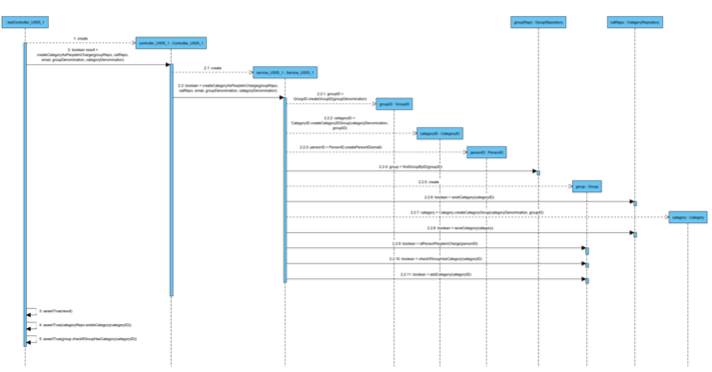 testController_US05_1
groupRepo : GroupRepository
catRepo : CategoryRepository
1: create
controller_US05_1 : Controller_US05_1
2: boolean result =
createCategoryAsPeopleInCharge(groupRepo, catRepo,
email, groupDenomination, categoryDenomination)
2.1: create
service_US05_1 : Service_US05_1
2.2: boolean = createCategoryAsPeopleInCharge(groupRepo,
catRepo, email, groupDenomination, categoryDenomination)
2.2.1: groupID =
GroupID.createGroupID(groupDenomination)
groupID : GroupID
2.2.2: categoryID =
CategoryID.createCategoryIDGroup(categoryDenomination,
groupID)
categoryID : CategoryID
2.2.3: personID = PersonID.createPersonID(email)
personID : PersonID
2.2.4: group = findGroupByID(groupID)
2.2.5: create
group : Group
2.2.6: boolean = existCategory(categoryID)
2.2.7: category = Category.createCategoryGroup(categoryDenomination, groupID)
category : Category
2.2.8: boolean = saveCategory(category)
2.2.9: boolean = isPersonPeopleInCharge(personID)
2.2.10: boolean = checkIfGroupHasCategory(categoryID)
2.2.11: boolean = addCategory(categoryID)
3: assertTrue(result)
4: assertTrue(categoryRepo.existCategory(categoryID))
5: assertTrue(group.checkIfGroupHasCategory(categoryID))